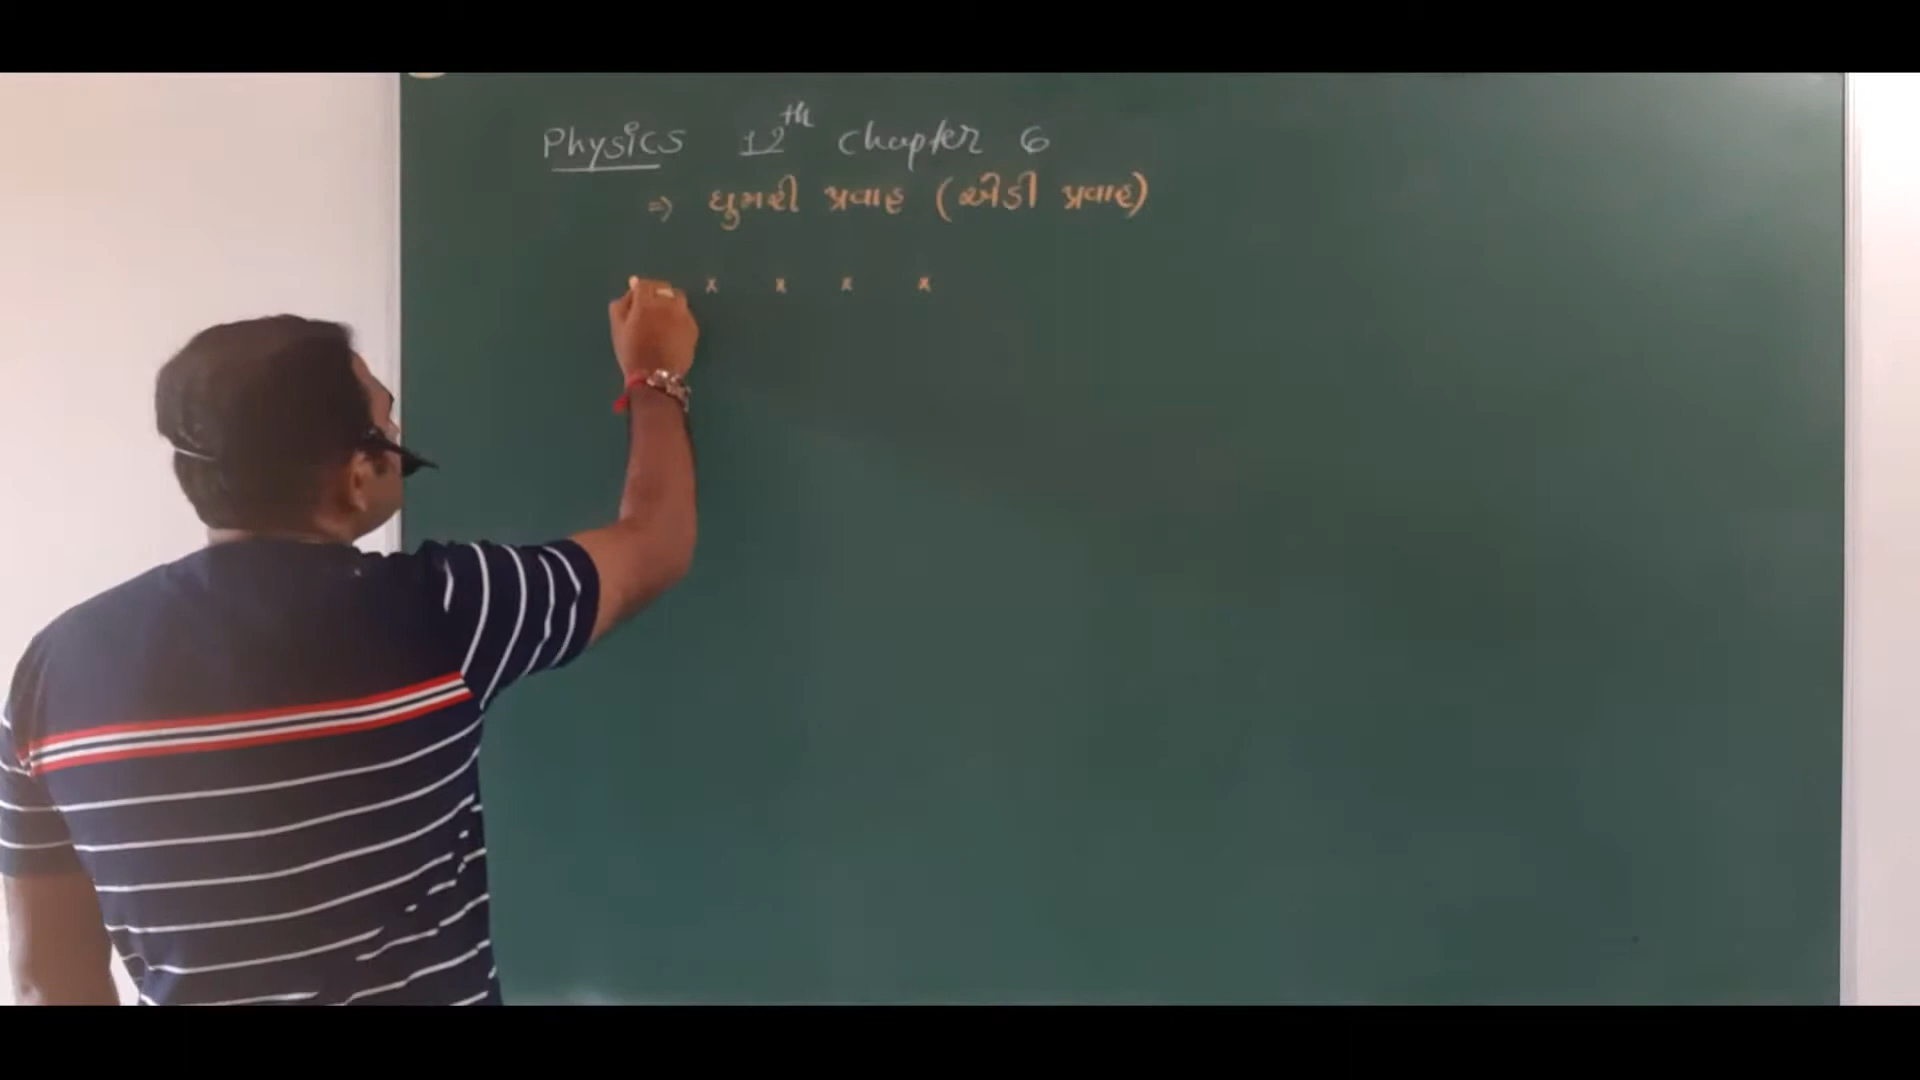 Physics 12th chapter 6
⇒ ઘુમરી પ્રવાહ (એડી પ્રવાહ)
x x x x